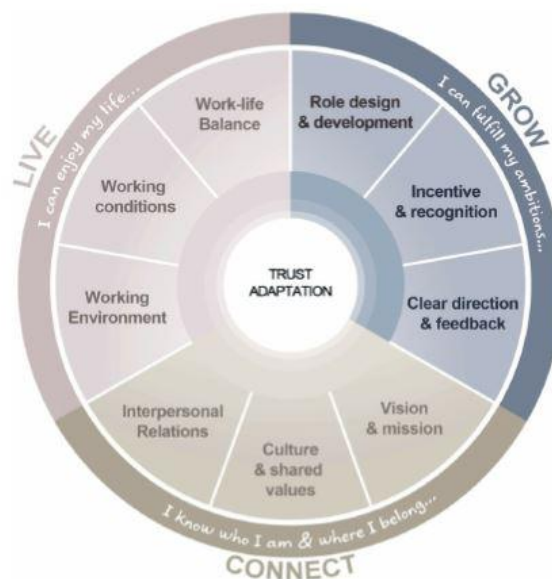 LIVE
I can enjoy my life...
Work-life
Balance
Working
conditions
Working
Environment
GROW
I can fulfill my ambitions...
Role design
& development
Incentive
& recognition
Clear direction
& feedback
TRUST
ADAPTATION
Interpersonal
Relations
Culture
& shared
values
Vision
& mission
I know who I am & where I belong...
CONNECT